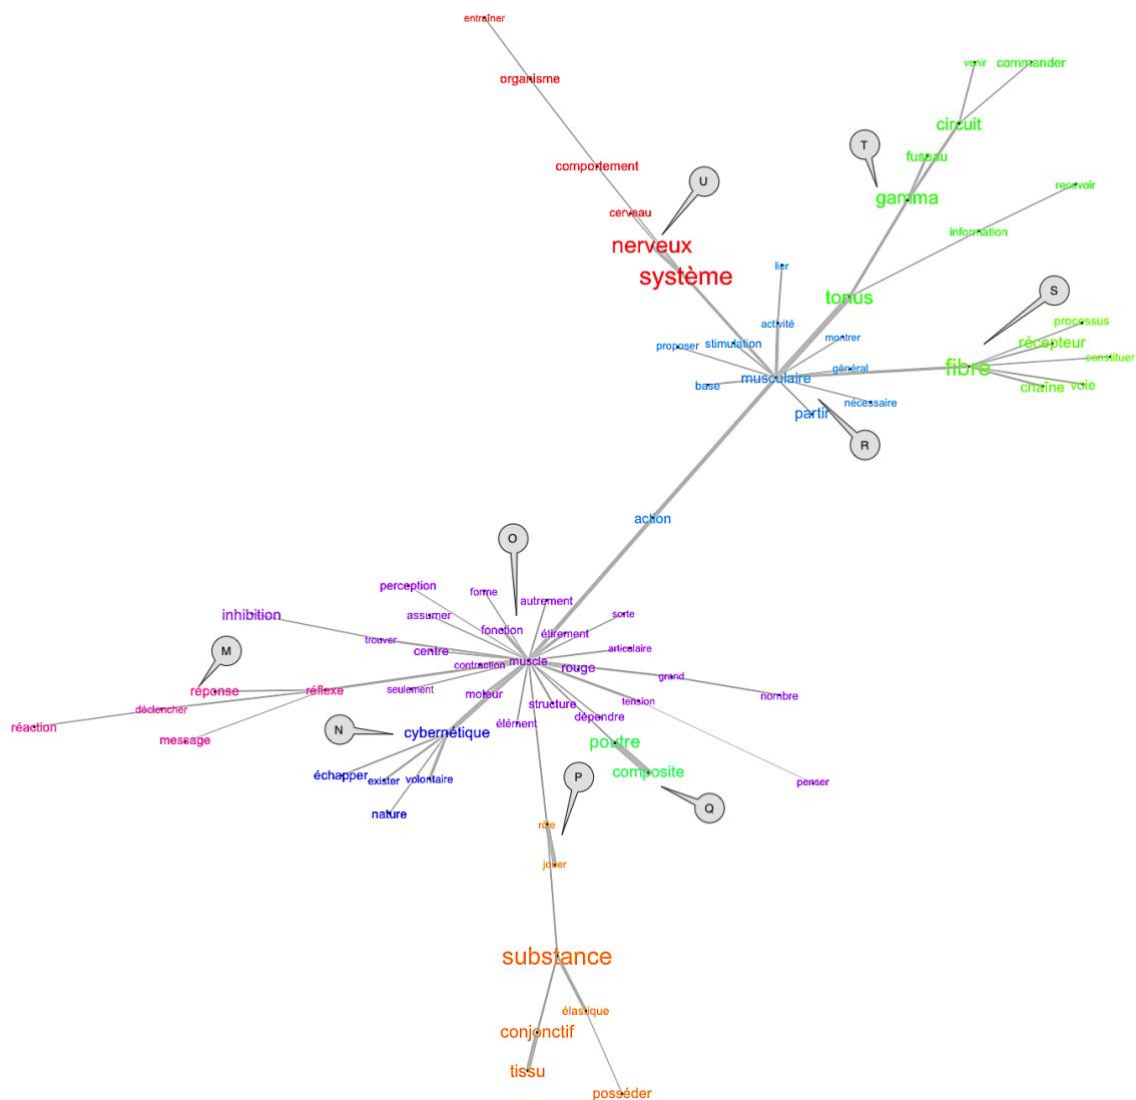 entraîner
organisme
venir
commander
circuit
T
fuseau
comportement
U
gamma
recevoir
cerveau
information
nerveux
système
lier
tonus
S
activité
processus
proposer
stimulation
montrer
récepteur
constituer
base
musculaire
général
fibre
chaîne
voie
nécessaire
partir
R
action
O
perception
forme
autrement
assumer
sorte
inhibition
fonction
étirement
trouver
centre
articulaire
M
contraction
muscle
rouge
grand
réponse
réflexe
seulement
moteur
nombre
déclencher
structure
tension
réaction
dépendre
message
élément
N
cybernétique
poutre
échapper
exister
volontaire
P
composite
penser
nature
Q
rôle
jouer
substance
élastique
conjonctif
tissu
posséder